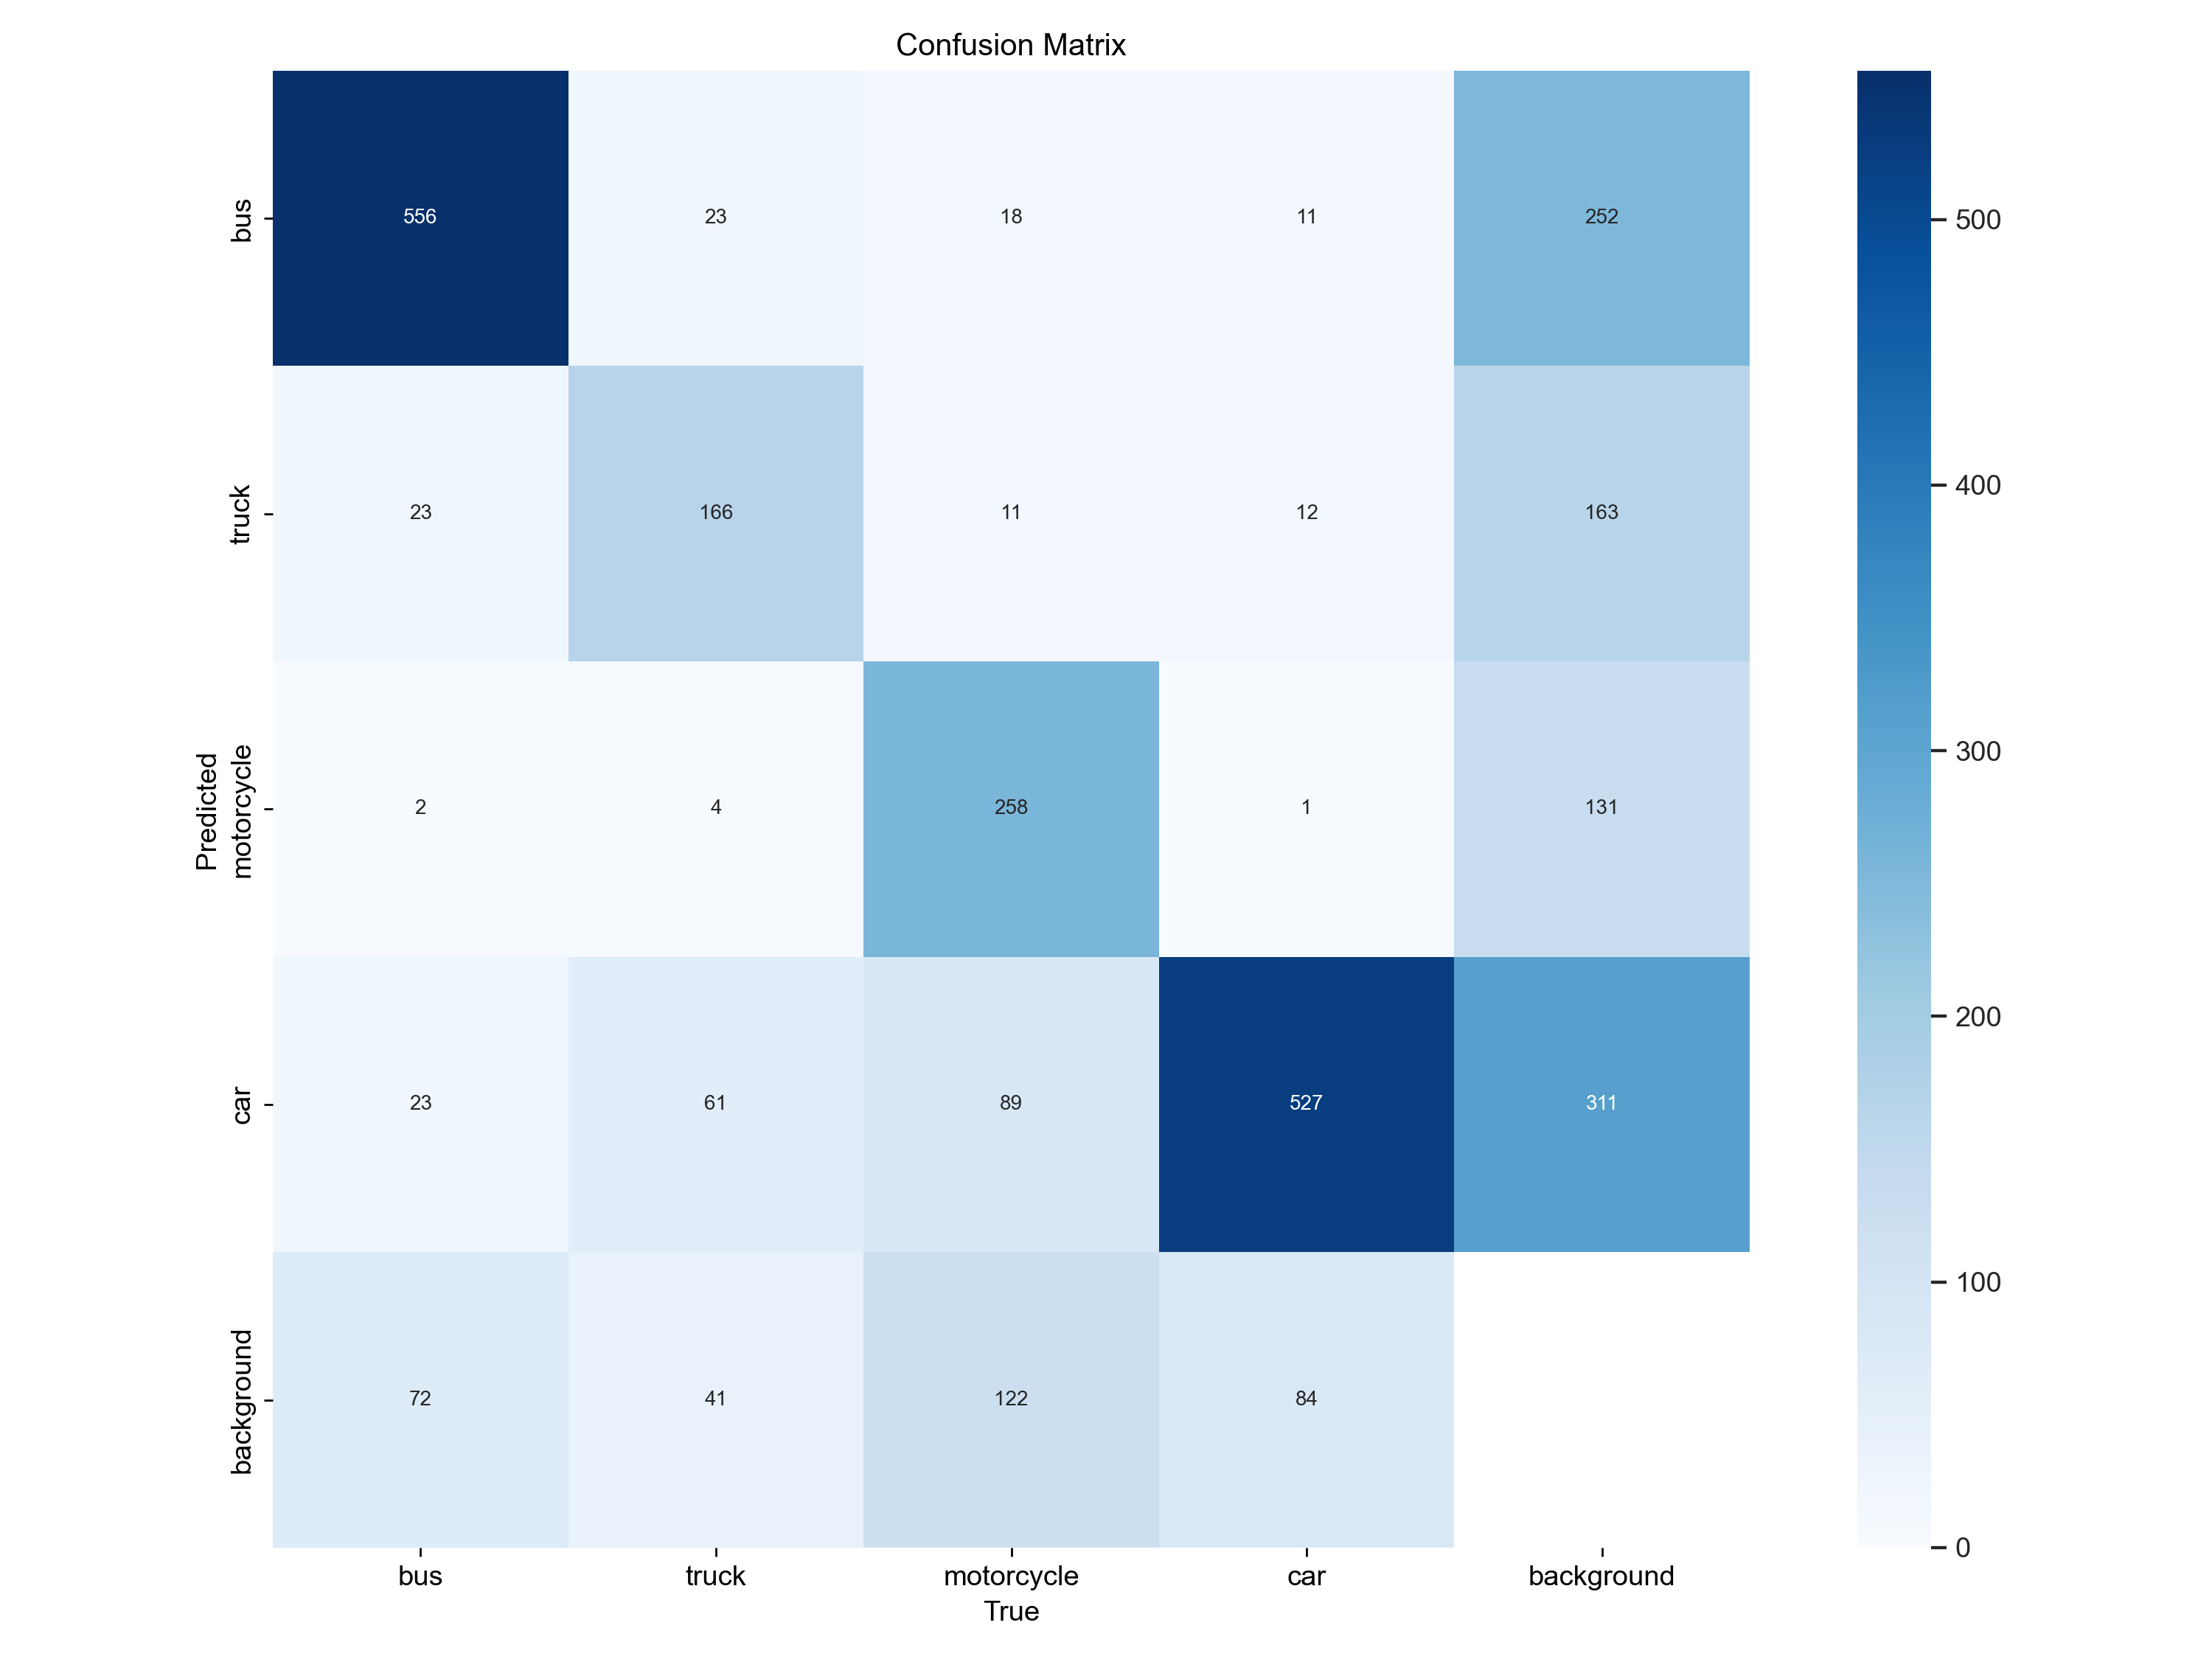 Confusion Matrix
bus
556
23
18
11
252
500
truck
23
166
11
12
163
400
Predicted
motorcycle
2
4
258
1
131
300
car
23
61
89
527
311
200
background
72
41
122
84
100
0
bus
truck
motorcycle
car
background
True